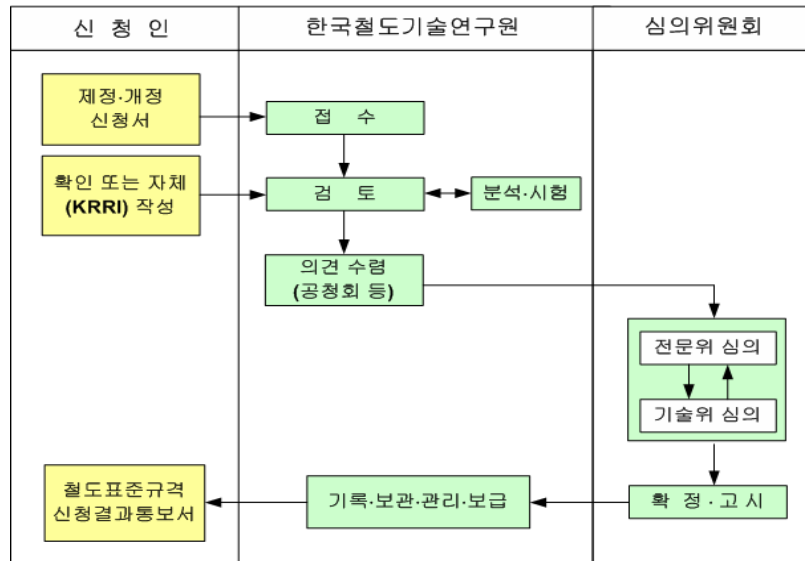 신 청 인
한국철도기술연구원
심의위원회
제정·개정
신청서
접 수
확인 또는 자체
(KRRI) 작성
검 토
분석·시험
의견 수령
(공청회 등)
전문위 심의
기술위 심의
철도표준규격
신청결과통보서
기록·보관·관리·보급
확 정 · 고 시